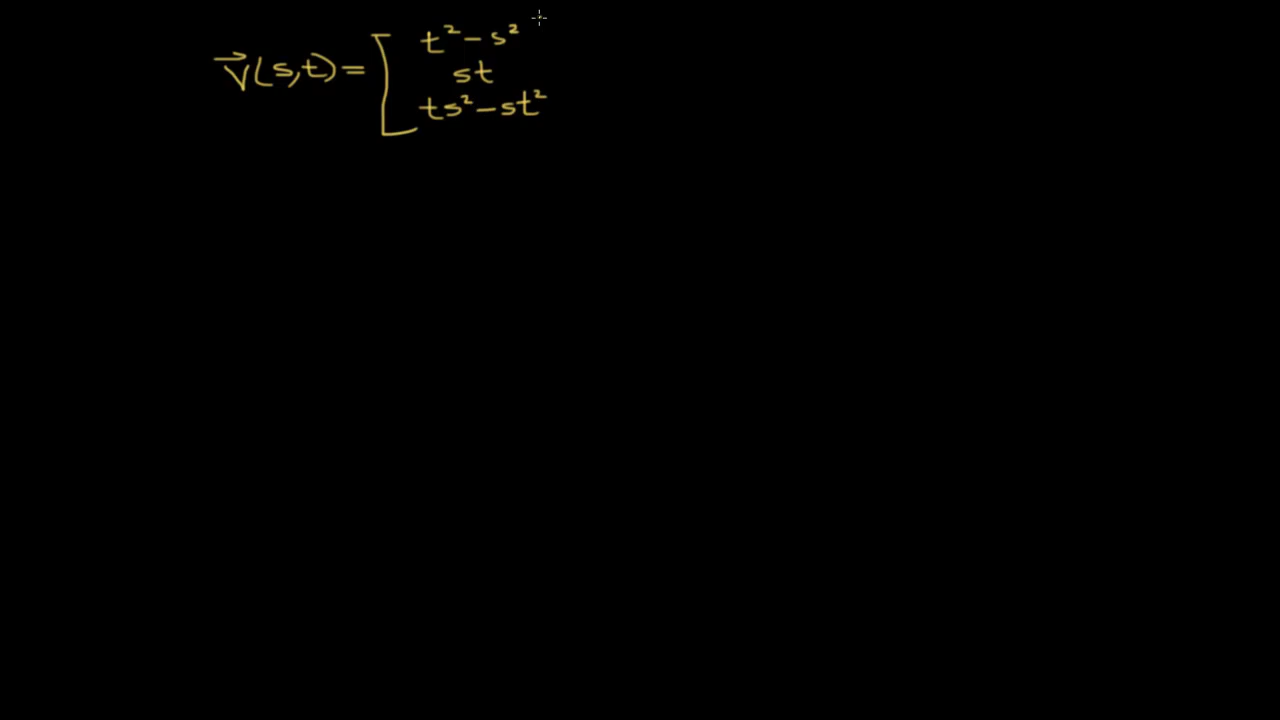 t² - s²
v⃗(s,t) = [ st
ts² - st²